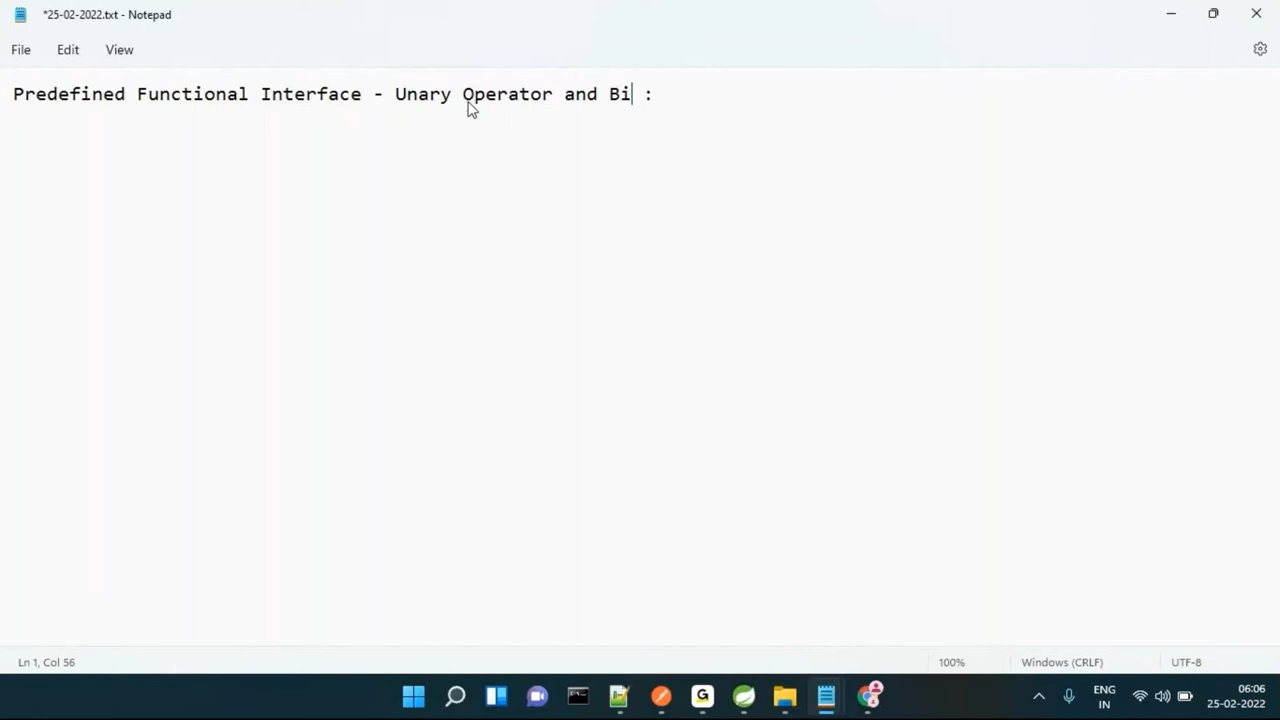 *25-02-2022.txt - Notepad
File Edit View
Predefined Functional Interface - Unary Operator and Bi :
Ln 1, Col 56 100% Windows (CRLF) UTF-8
G ENG 06:06
IN 25-02-2022